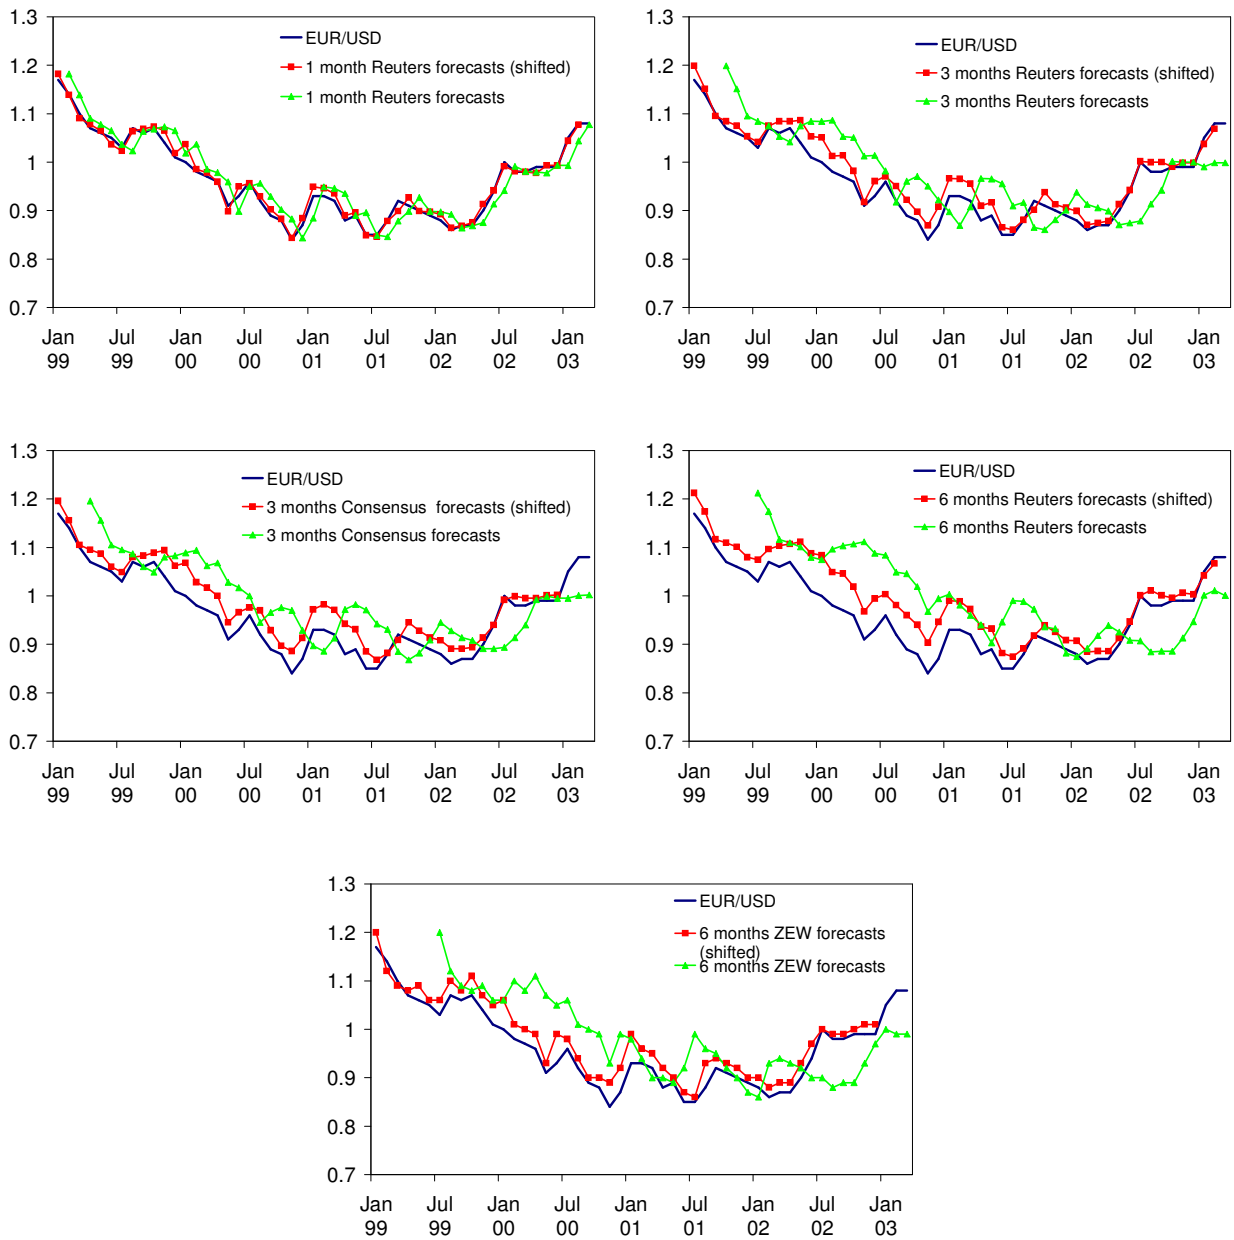 1.3
1.2
1.1
1
0.9
0.8
0.7
EUR/USD
1 month Reuters forecasts (shifted)
1 month Reuters forecasts
Jan Jul Jan Jul Jan Jul Jan Jul Jan
99 99 00 00 01 01 02 02 03
1.3
1.2
1.1
1
0.9
0.8
0.7
EUR/USD
3 months Reuters forecasts (shifted)
3 months Reuters forecasts
Jan Jul Jan Jul Jan Jul Jan Jul Jan
99 99 00 00 01 01 02 02 03
1.3
1.2
1.1
1
0.9
0.8
0.7
EUR/USD
3 months Consensus forecasts (shifted)
3 months Consensus forecasts
Jan Jul Jan Jul Jan Jul Jan Jul Jan
99 99 00 00 01 01 02 02 03
1.3
1.2
1.1
1
0.9
0.8
0.7
EUR/USD
6 months Reuters forecasts (shifted)
6 months Reuters forecasts
Jan Jul Jan Jul Jan Jul Jan Jul Jan
99 99 00 00 01 01 02 02 03
1.3
1.2
1.1
1
0.9
0.8
0.7
EUR/USD
6 months ZEW forecasts
(shifted)
6 months ZEW forecasts
Jan Jul Jan Jul Jan Jul Jan Jul Jan
99 99 00 00 01 01 02 02 03